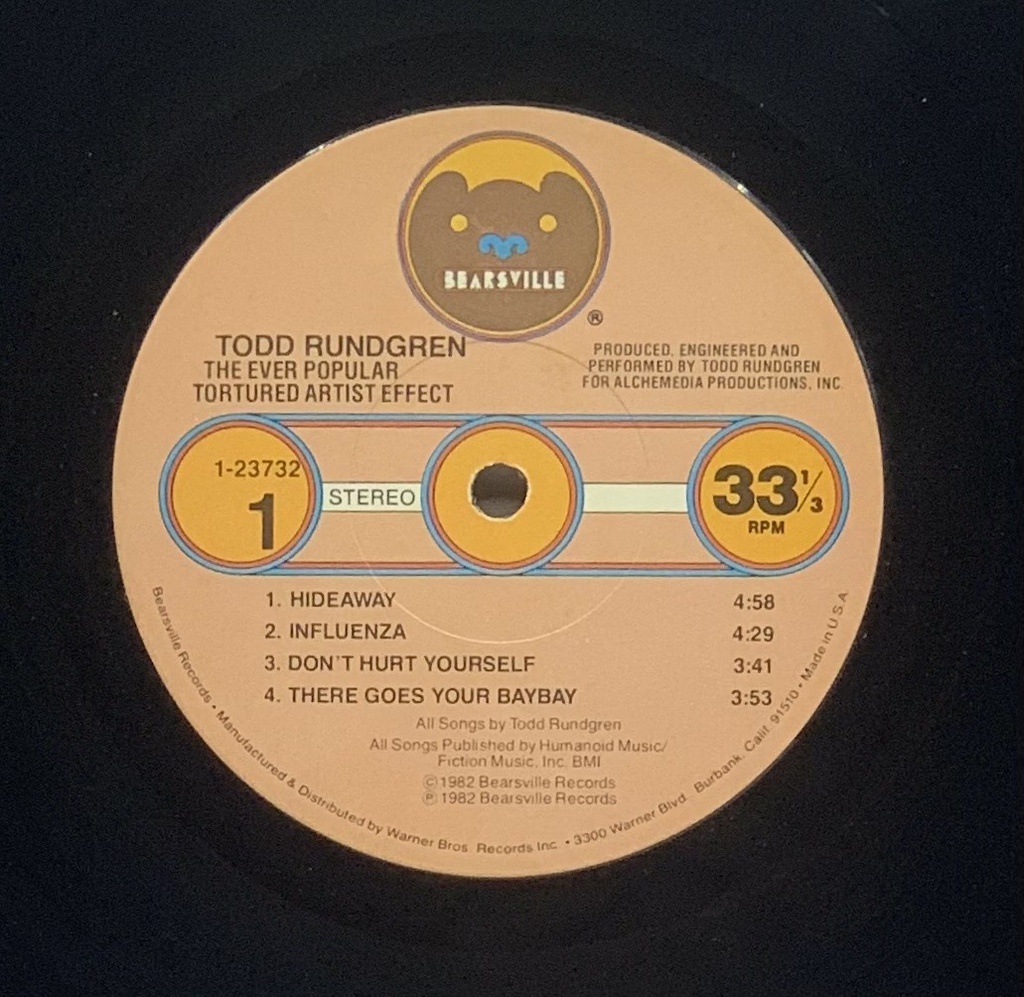 BEARSVILLE
®
TODD RUNDGREN
THE EVER POPULAR
TORTURED ARTIST EFFECT
PRODUCED, ENGINEERED AND
PERFORMED BY TODD RUNDGREN
FOR ALCHEMEDIA PRODUCTIONS, INC.
1-23732
1
STEREO
33 1/3
RPM
1. HIDEAWAY 4:58
2. INFLUENZA 4:29
3. DON'T HURT YOURSELF 3:41
4. THERE GOES YOUR BAYBAY 3:53
All Songs by Todd Rundgren
All Songs Published by Humanoid Music/
Fiction Music, Inc. BMI
©1982 Bearsville Records
℗ 1982 Bearsville Records
Bearsville Records • Manufactured & Distributed by Warner Bros. Records Inc. • 3300 Warner Blvd., Burbank, Calif. 91510 • Made in U.S.A.